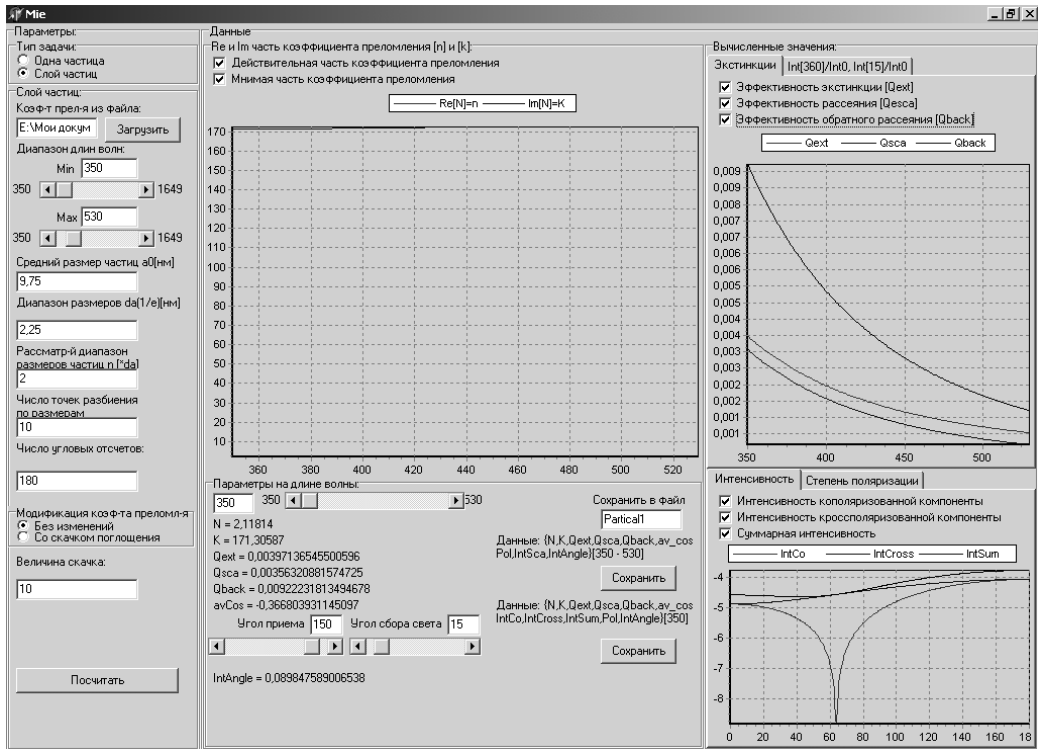 Mie
Параметры:
Тип задачи:
Одна частица
Слой частиц
Слой частиц:
Коэф-т прел-я из файла:
E:\Мои докум
Загрузить
Диапазон длин волн:
Min 350
350 1649
Max 530
350 1649
Средний размер частиц a0[нм]
9,75
Диапазон размеров da(1/e)[нм]
2,25
Рассматр-й диапазон
размеров частиц n [*da]
2
Число точек разбиения
по размерам
10
Число угловых отсчетов:
180
Модификация коэф-та преломл-я
Без изменений
Со скачком поглощения
Величина скачка:
10
Посчитать
Данные
Re и Im часть коэффициента преломления [n] и [k]:
Действительная часть коэффициента преломления
Мнимая часть коэффициента преломления
Re[N]=n Im[N]=K
170
160
150
140
130
120
110
100
90
80
70
60
50
40
30
20
10
360 380 400 420 440 460 480 500 520
Параметры на длине волны:
350 350 530
N = 2,11814
K = 171,30587
Qext = 0,00397136545500596
Qsca = 0,00356320881574725
Qback = 0,00922231813494678
avCos = -0,366803931145097
Угол приема 150 Угол сбора света 15
IntAngle = 0,089847589006538
Сохранить в файл
Partical1
Данные: {N,K,Qext,Qsca,Qback,av_cos
Pol,IntSca,IntAngle}[350 - 530]
Сохранить
Данные: {N,K,Qext,Qsca,Qback,av_cos
IntCo,IntCross,IntSum,Pol,IntAngle}[350]
Сохранить
Вычисленные значения:
Экстинкции Int[360]/Int0, Int[15]/Int0
Эффективность экстинкции [Qext]
Эффективность рассеяния [Qesca]
Эффективность обратного рассеяния [Qback]
Qext Qsca Qback
0,009
0,009
0,008
0,007
0,007
0,006
0,006
0,005
0,005
0,004
0,004
0,003
0,003
0,002
0,002
0,001
0,001
350 400 450 500
Интенсивность Степень поляризации
Интенсивность кополяризованной компоненты
Интенсивность кроссполяризованной компоненты
Суммарная интенсивность
IntCo IntCross IntSum
-4
-5
-6
-7
-8
0 20 40 60 80 100 120 140 160 18